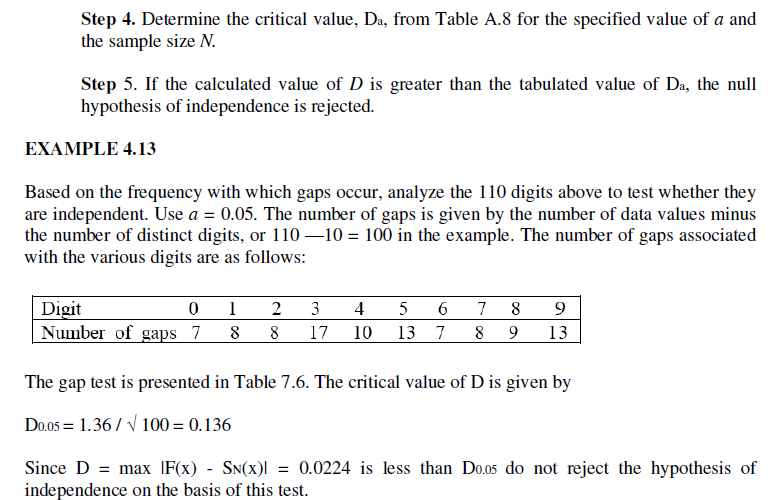 Step 4. Determine the critical value, Da, from Table A.8 for the specified value of a and
the sample size N.
Step 5. If the calculated value of D is greater than the tabulated value of Da, the null
hypothesis of independence is rejected.
EXAMPLE 4.13
Based on the frequency with which gaps occur, analyze the 110 digits above to test whether they
are independent. Use a = 0.05. The number of gaps is given by the number of data values minus
the number of distinct digits, or 110 —10 = 100 in the example. The number of gaps associated
with the various digits are as follows:
Digit 0 1 2 3 4 5 6 7 8 9
Number of gaps 7 8 8 17 10 13 7 8 9 13
The gap test is presented in Table 7.6. The critical value of D is given by
D0.05 = 1.36 / √ 100 = 0.136
Since D = max |F(x) - SN(x)| = 0.0224 is less than D0.05 do not reject the hypothesis of
independence on the basis of this test.